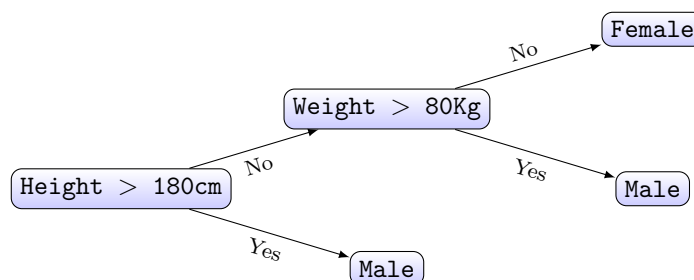 Female
No
Weight > 80Kg
No
Yes
Height > 180cm
Male
Yes
Male